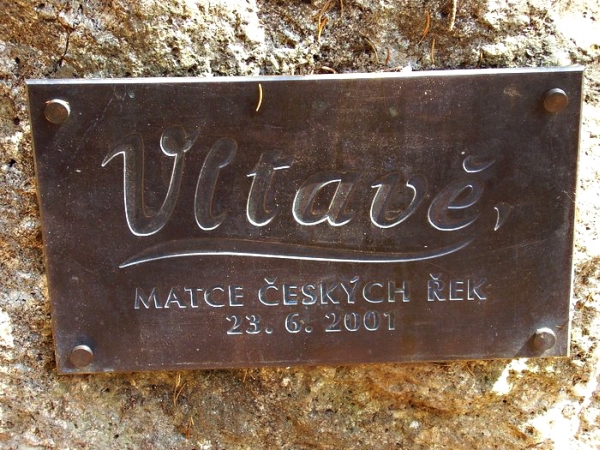 Vltavě,
MATCE ČESKÝCH ŘEK
23. 6. 2001